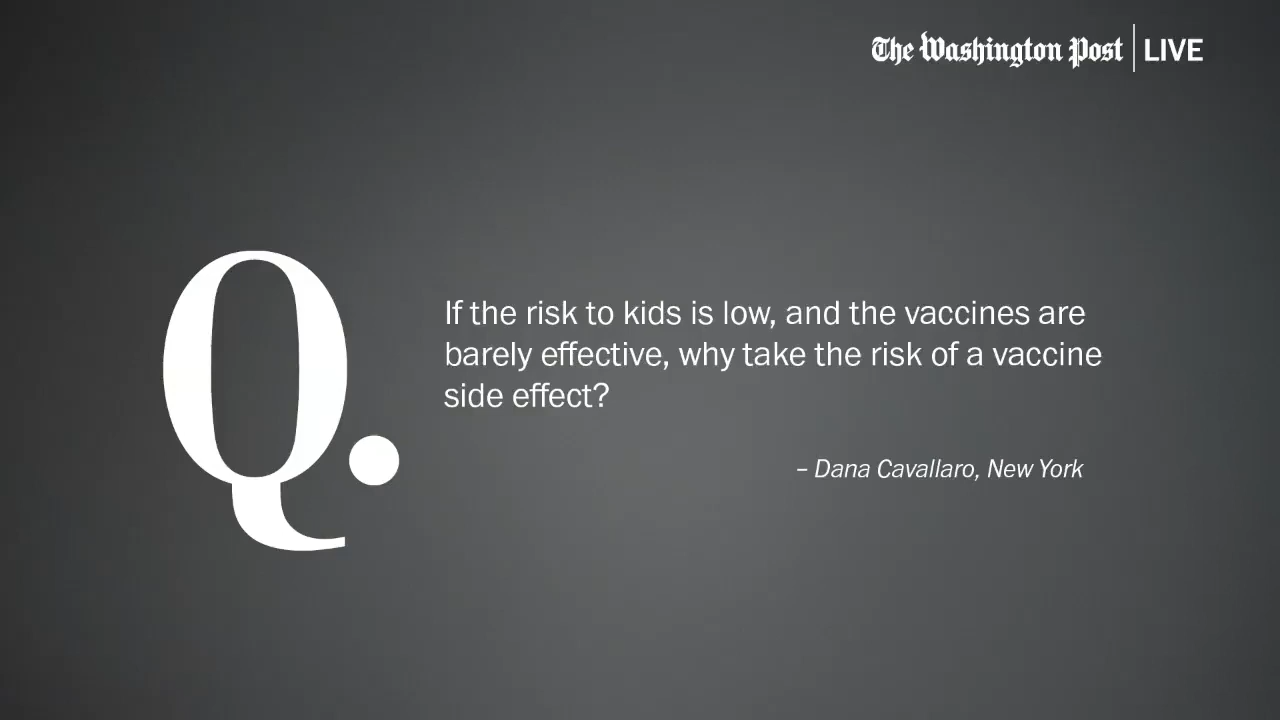 The Washington Post | LIVE
Q.
If the risk to kids is low, and the vaccines are
barely effective, why take the risk of a vaccine
side effect?
– Dana Cavallaro, New York